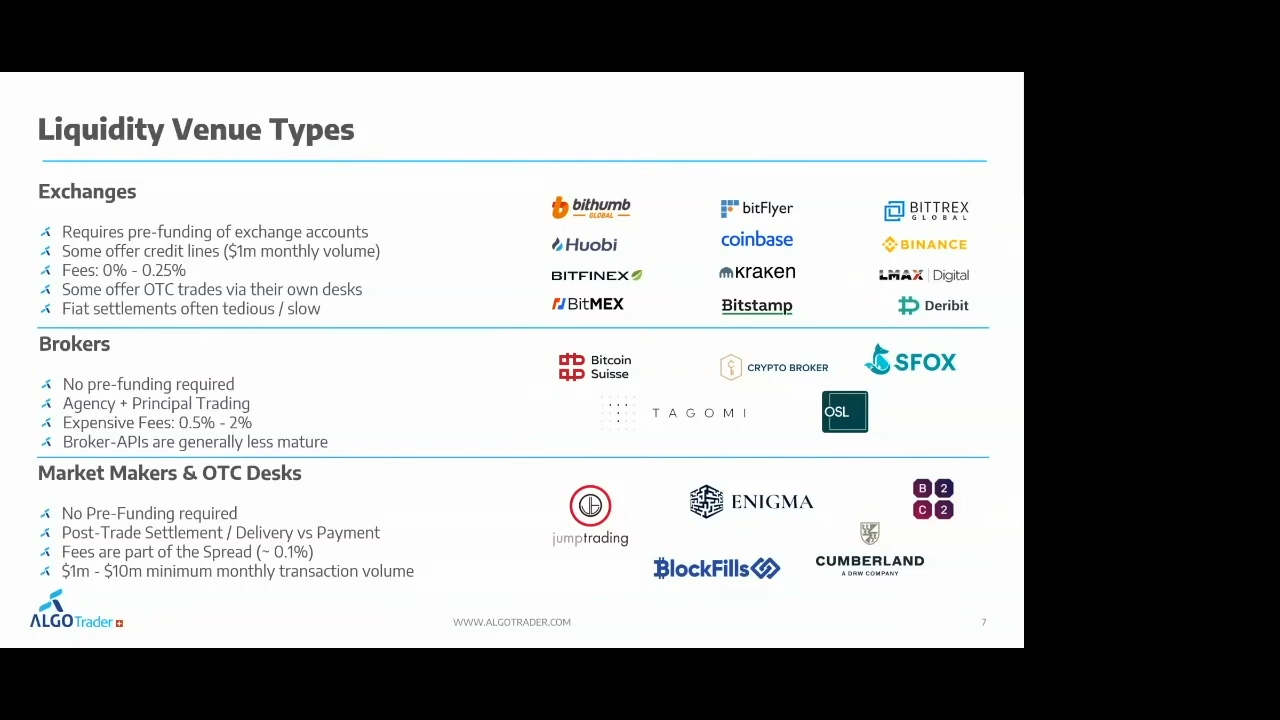 Liquidity Venue Types
Exchanges
Requires pre-funding of exchange accounts
Some offer credit lines ($1m monthly volume)
Fees: 0% - 0.25%
Some offer OTC trades via their own desks
Fiat settlements often tedious / slow
bithumb
GLOBAL
bitFlyer
BITTREX
GLOBAL
Huobi
coinbase
BINANCE
BITFINEX
kraken
LMAX Digital
BitMEX
Bitstamp
Deribit
Brokers
No pre-funding required
Agency + Principal Trading
Expensive Fees: 0.5% - 2%
Broker-APIs are generally less mature
Bitcoin
Suisse
CRYPTO BROKER
SFOX
TAGOMI
OSL
Market Makers & OTC Desks
No Pre-Funding required
Post-Trade Settlement / Delivery vs Payment
Fees are part of the Spread (~ 0.1%)
$1m - $10m minimum monthly transaction volume
jumptrading
ENIGMA
B 2
C 2
BlockFills
CUMBERLAND
A DRW COMPANY
ALGOTrader
WWW.ALGOTRADER.COM
7